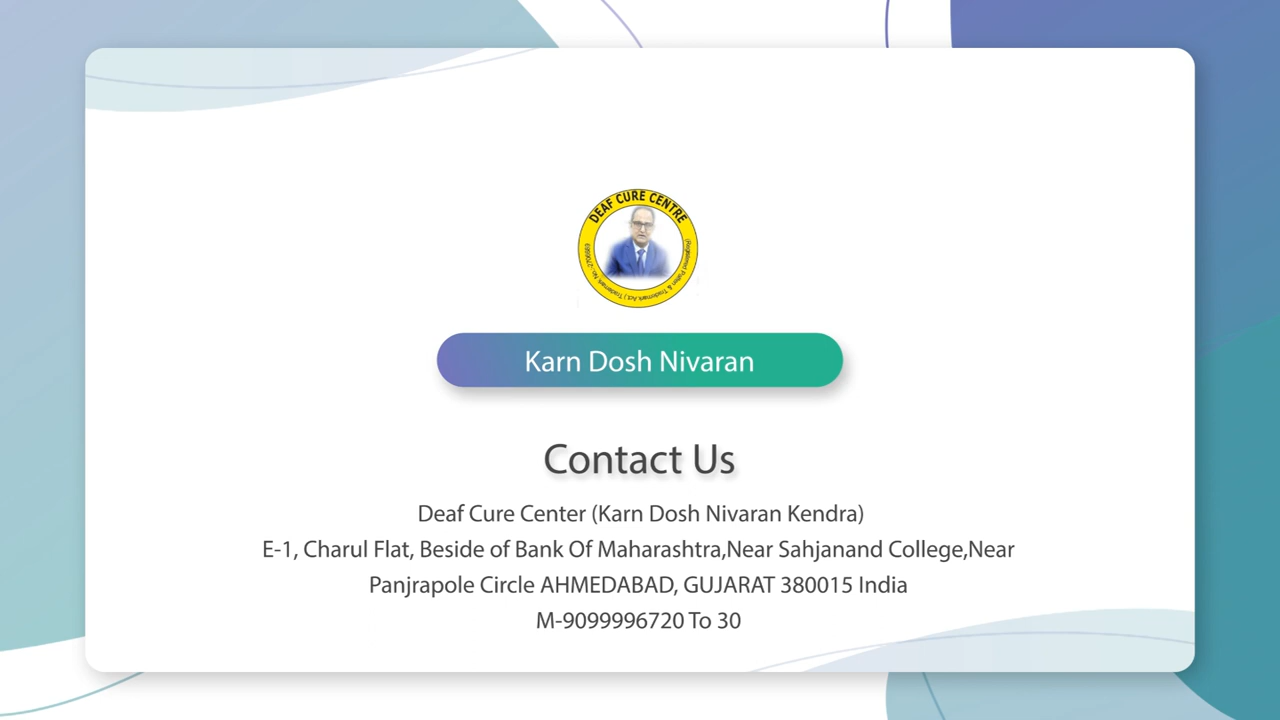 DEAF CURE CENTRE
Karn Dosh Nivaran
Contact Us
Deaf Cure Center (Karn Dosh Nivaran Kendra)
E-1, Charul Flat, Beside of Bank Of Maharashtra,Near Sahjanand College,Near
Panjrapole Circle AHMEDABAD, GUJARAT 380015 India
M-9099996720 To 30